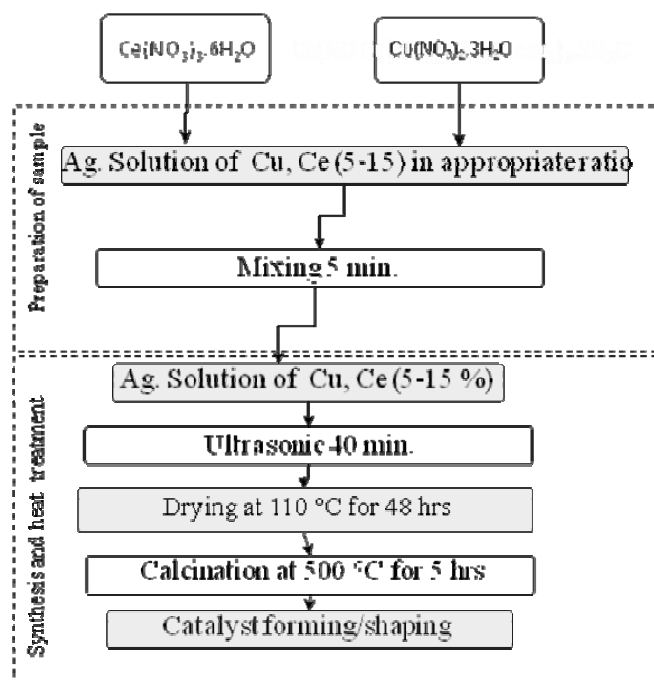 Ce(NO3)3.6H2O
Cu(NO3)2.3H2O
Preparation of sample
Ag. Solution of Cu, Ce (5-15) in appropriate ratio
Mixing 5 min.
Synthesis and heat treatment
Ag. Solution of Cu, Ce (5-15 %)
Ultrasonic 40 min.
Drying at 110 °C for 48 hrs
Calcination at 500 °C for 5 hrs
Catalyst forming/shaping